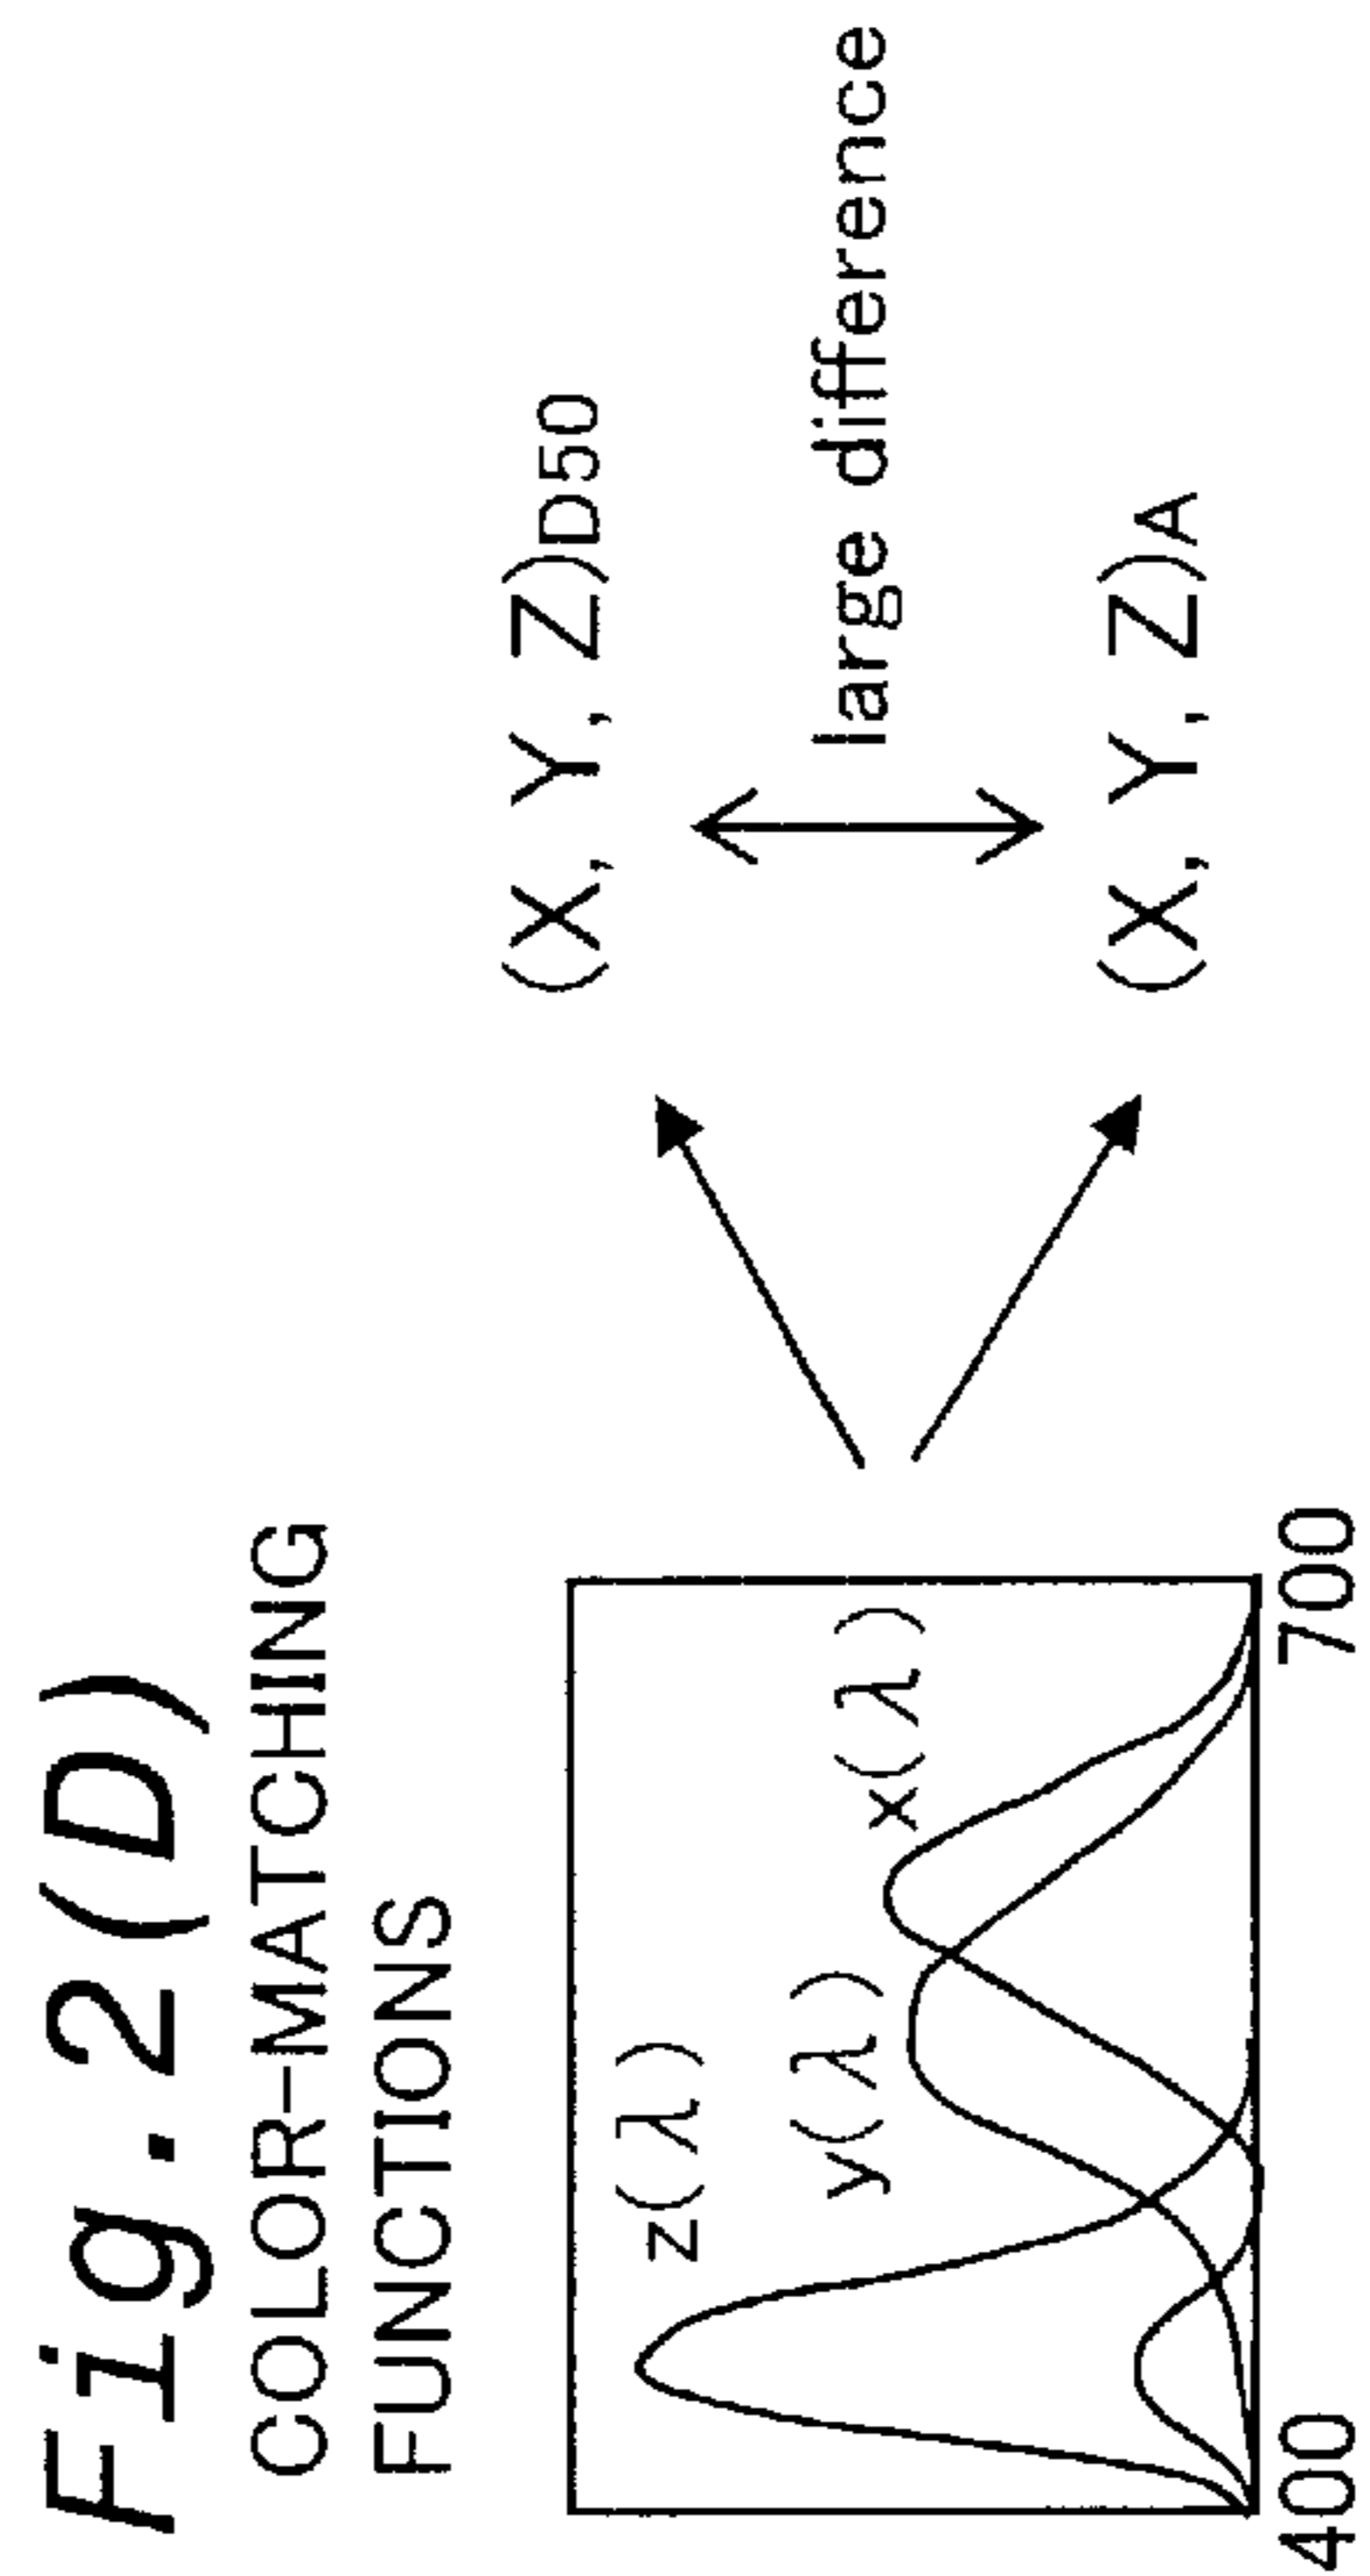 Fig. 2(D)
COLOR-MATCHING
FUNCTIONS
z(λ)
y(λ)
x(λ)
400
700
(X, Y, Z)D50
large difference
(X, Y, Z)A